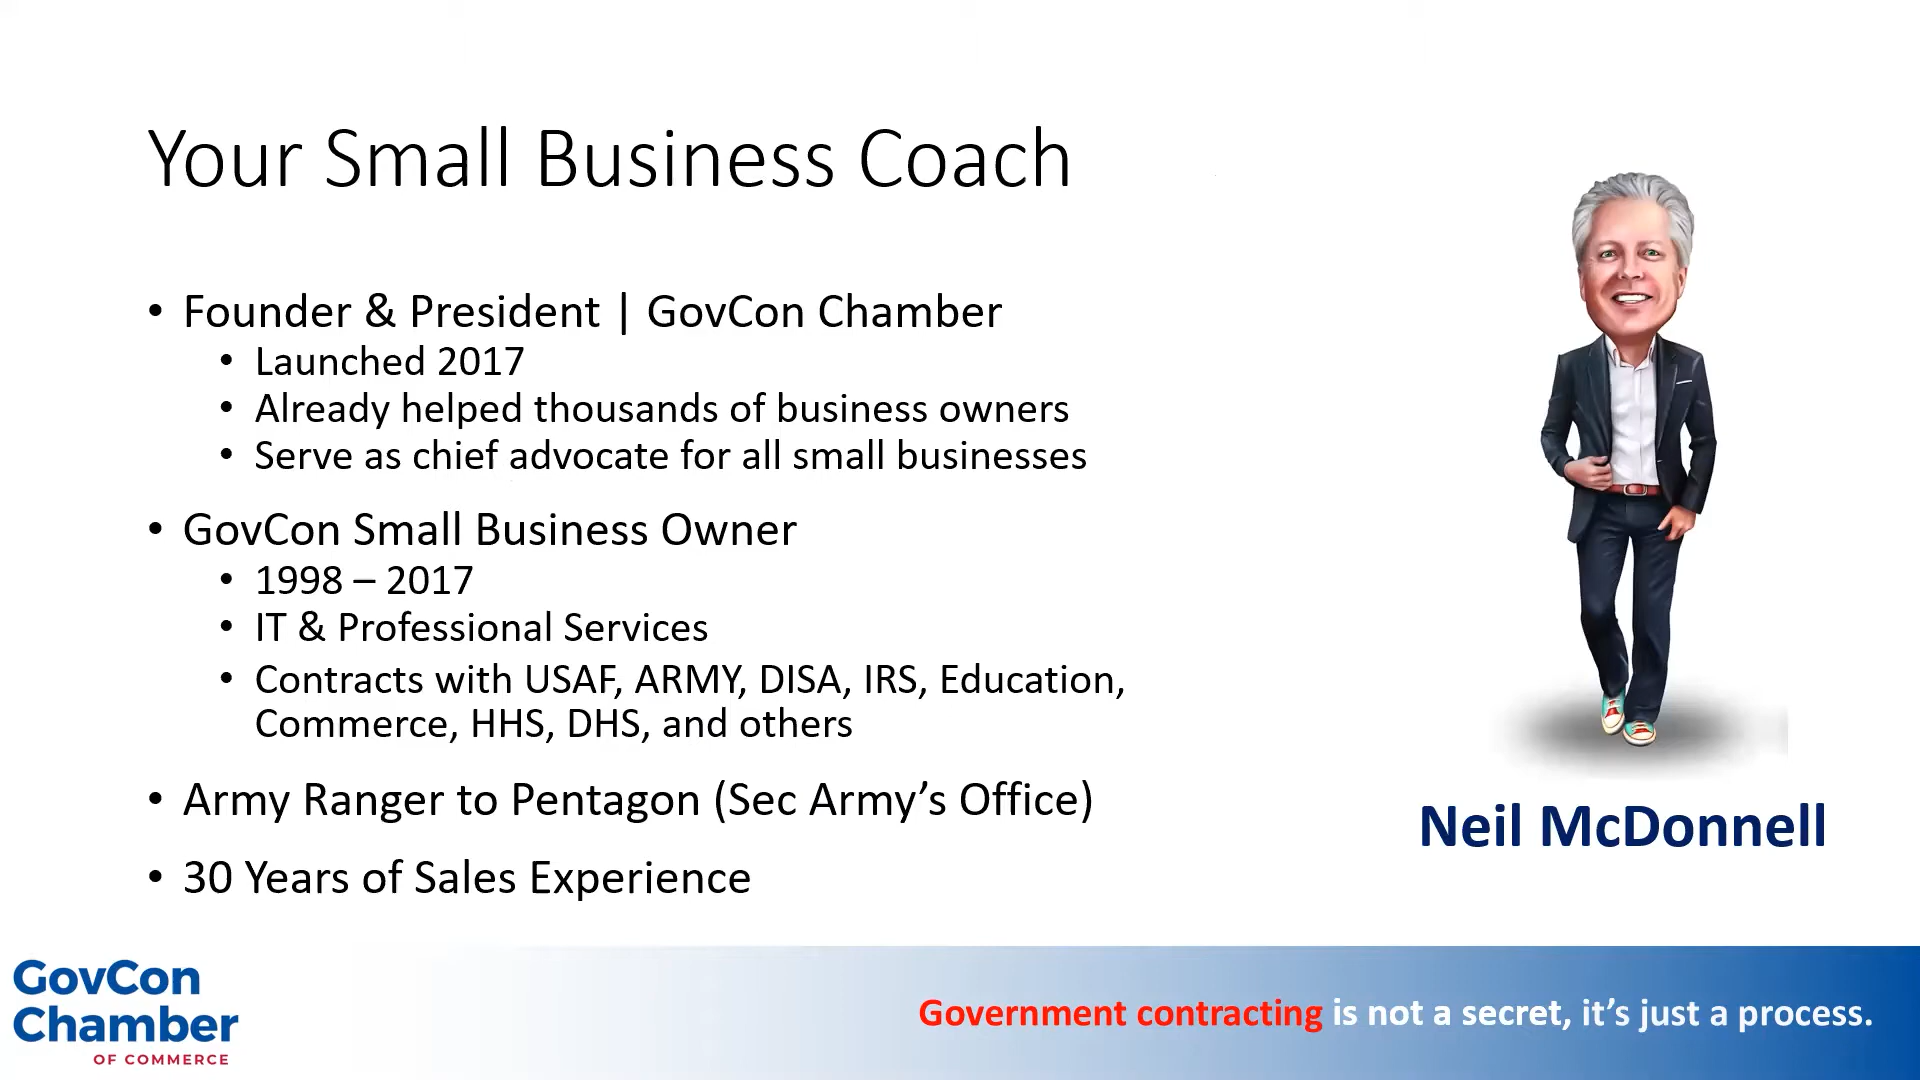 Your Small Business Coach
• Founder & President | GovCon Chamber
• Launched 2017
• Already helped thousands of business owners
• Serve as chief advocate for all small businesses
• GovCon Small Business Owner
• 1998 – 2017
• IT & Professional Services
• Contracts with USAF, ARMY, DISA, IRS, Education,
Commerce, HHS, DHS, and others
• Army Ranger to Pentagon (Sec Army’s Office)
• 30 Years of Sales Experience
Neil McDonnell
GovCon
Chamber
OF COMMERCE
Government contracting is not a secret, it’s just a process.